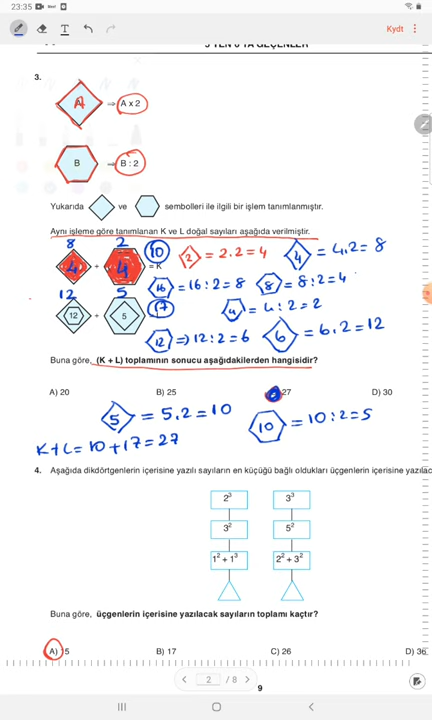 23:35
Kydt
5 TEN 6 YA GEÇENLER
3.
A ⇒ A x 2
B ⇒ B : 2
Yukarıda ve sembolleri ile ilgili bir işlem tanımlanmıştır.
Aynı işleme göre tanımlanan K ve L doğal sayıları aşağıda verilmiştir.
8 2 10 2 = 2.2=4 4 = 4.2=8
4 + 4 = K
16 = 16:2=8 8 = 8:2=4
12 5 17 4 = 4:2=2
12 + 5
12 ⇒ 12:2=6 6 = 6.2=12
Buna göre, (K + L) toplamının sonucu aşağıdakilerden hangisidir?
A) 20 B) 25 27 D) 30
5 = 5.2=10 10 = 10:2=5
K+L=10+17=27
4. Aşağıda dikdörtgenlerin içerisine yazılı sayıların en küçüğü bağlı oldukları üçgenlerin içerisine
2³ 3³
3² 5²
1² + 1³ 2² + 3²
Buna göre, üçgenlerin içerisine yazılacak sayıların toplamı kaçtır?
A) 15 B) 17 C) 26 D) 36
2 / 8
9